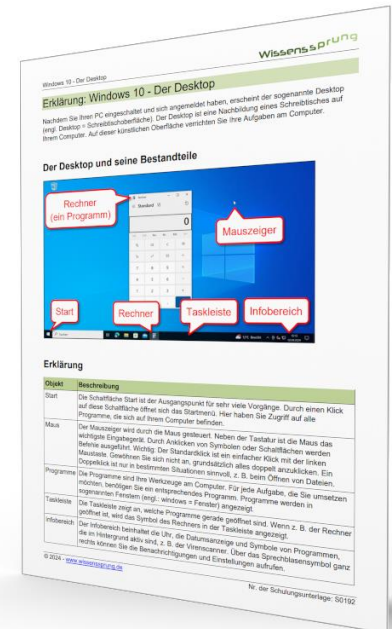 Wissenssprung
Windows 10 - Der Desktop
Erklärung: Windows 10 - Der Desktop
Nachdem Sie Ihren PC eingeschaltet und sich angemeldet haben, erscheint der sogenannte Desktop
(engl. Desktop = Schreibtischoberfläche). Der Desktop ist eine Nachbildung eines Schreibtisches auf
Ihrem Computer. Auf dieser künstlichen Oberfläche verrichten Sie Ihre Aufgaben am Computer.
Der Desktop und seine Bestandteile
Rechner
(ein Programm)
Standard
0
Mauszeiger
Start
Rechner
Taskleiste
Infobereich
Erklärung
Objekt Beschreibung
Start Die Schaltfläche Start ist der Ausgangspunkt für sehr viele Vorgänge. Durch einen Klick
auf diese Schaltfläche öffnet sich das Startmenü. Hier haben Sie Zugriff auf alle
Programme, die sich auf Ihrem Computer befinden.
Maus Der Mauszeiger wird durch die Maus gesteuert. Neben der Tastatur ist die Maus das
wichtigste Eingabegerät. Durch Anklicken von Symbolen oder Schaltflächen werden
Befehle ausgeführt. Wichtig: Der Standardklick ist ein einfacher Klick mit der linken
Maustaste. Gewöhnen Sie sich nicht an, grundsätzlich alles doppelt anzuklicken. Ein
Doppelklick ist nur in bestimmten Situationen sinnvoll, z. B. beim Öffnen von Dateien.
Programme Die Programme sind Ihre Werkzeuge am Computer. Für jede Aufgabe, die Sie umsetzen
möchten, benötigen Sie ein entsprechendes Programm. Programme werden in
sogenannten Fenstern (engl.: windows = Fenster) angezeigt.
Taskleiste Die Taskleiste zeigt an, welche Programme gerade geöffnet sind. Wenn z. B. der Rechner
geöffnet ist, wird das Symbol des Rechners in der Taskleiste angezeigt.
Infobereich Der Infobereich beinhaltet die Uhr, die Datumsanzeige und Symbole von Programmen,
die im Hintergrund aktiv sind, z. B. der Virenscanner. Über das Sprechblasensymbol ganz
rechts können Sie die Benachrichtigungen und Einstellungen aufrufen.
© 2024 - www.wissenssprung.de
Nr. der Schulungsunterlage: S0192